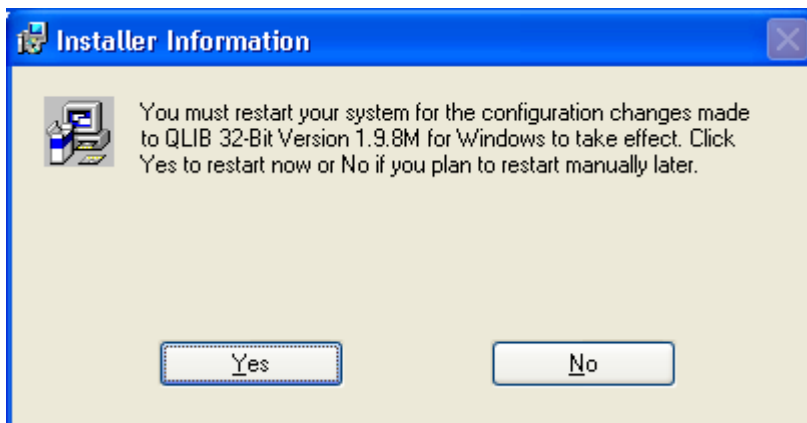 Installer Information
You must restart your system for the configuration changes made
to QLIB 32-Bit Version 1.9.8M for Windows to take effect. Click
Yes to restart now or No if you plan to restart manually later.
Yes
No